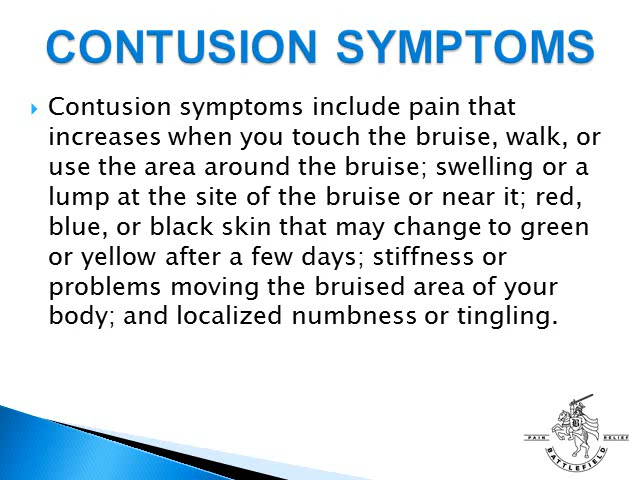 CONTUSION SYMPTOMS
Contusion symptoms include pain that
increases when you touch the bruise, walk, or
use the area around the bruise; swelling or a
lump at the site of the bruise or near it; red,
blue, or black skin that may change to green
or yellow after a few days; stiffness or
problems moving the bruised area of your
body; and localized numbness or tingling.
B
PAIN RELIEF
BATTLEFIELD